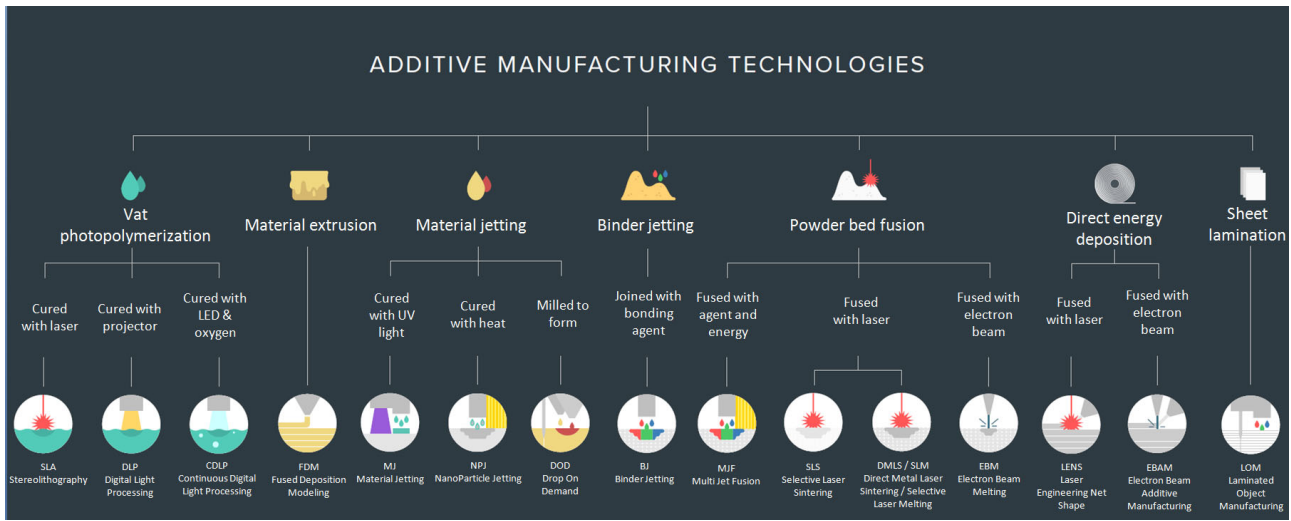 ADDITIVE MANUFACTURING TECHNOLOGIES
Vat
photopolymerization
Material extrusion
Material jetting
Binder jetting
Powder bed fusion
Direct energy
deposition
Sheet
lamination
Cured
with laser
Cured with
projector
Cured with
LED &
oxygen
Cured
with UV
light
Cured
with heat
Milled to
form
Joined with
bonding
agent
Fused with
agent and
energy
Fused
with laser
Fused with
electron
beam
Fused
with laser
Fused with
electron
beam
SLA
Stereolithography
DLP
Digital Light
Processing
CDLP
Continuous Digital
Light Processing
FDM
Fused Deposition
Modeling
MJ
Material Jetting
NPJ
NanoParticle Jetting
DOD
Drop On
Demand
BJ
Binder Jetting
MJF
Multi Jet Fusion
SLS
Selective Laser
Sintering
DMLS / SLM
Direct Metal Laser
Sintering / Selective
Laser Melting
EBM
Electron Beam
Melting
LENS
Laser
Engineering Net
Shape
EBAM
Electron Beam
Additive
Manufacturing
LOM
Laminated
Object
Manufacturing